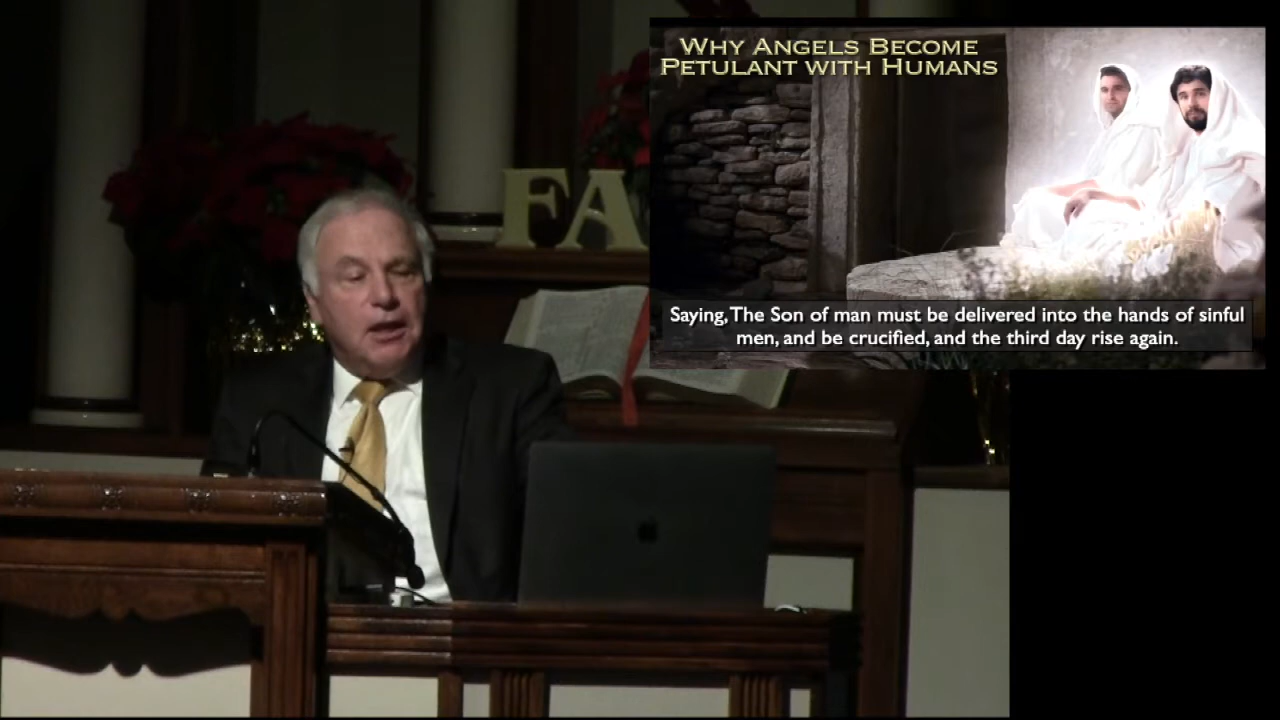 WHY ANGELS BECOME
PETULANT WITH HUMANS
FA
Saying, The Son of man must be delivered into the hands of sinful
men, and be crucified, and the third day rise again.